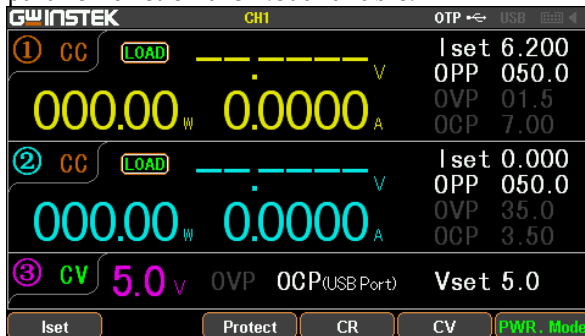 GWINSTEK CH1 OTP USB
① CC LOAD --.--- V Iset 6.200
OPP 050.0
000.00 W 0.0000 A OVP 01.5
OCP 7.00
② CC LOAD --.--- V Iset 0.000
OPP 050.0
000.00 W 0.0000 A OVP 35.0
OCP 3.50
③ CV 5.0 V OVP OCP(USB Port) Vset 5.0
Iset Protect CR CV PWR. Mode